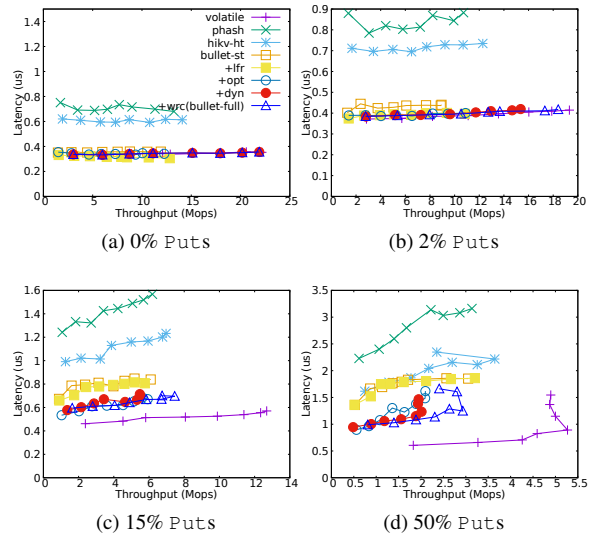 1.6
1.4
1.2
1
0.8
0.6
0.4
0.2
0
Latency (us)
0 5 10 15 20 25
Throughput (Mops)
volatile
phash
hikv-ht
bullet-st
+lfr
+opt
+dyn
+wrc(bullet-full)
(a) 0% Puts
0.9
0.8
0.7
0.6
0.5
0.4
0.3
0.2
0.1
0
Latency (us)
0 2 4 6 8 10 12 14 16 18 20
Throughput (Mops)
(b) 2% Puts
1.6
1.4
1.2
1
0.8
0.6
0.4
0.2
0
Latency (us)
0 2 4 6 8 10 12 14
Throughput (Mops)
(c) 15% Puts
3.5
3
2.5
2
1.5
1
0.5
0
Latency (us)
0 0.5 1 1.5 2 2.5 3 3.5 4 4.5 5 5.5
Throughput (Mops)
(d) 50% Puts